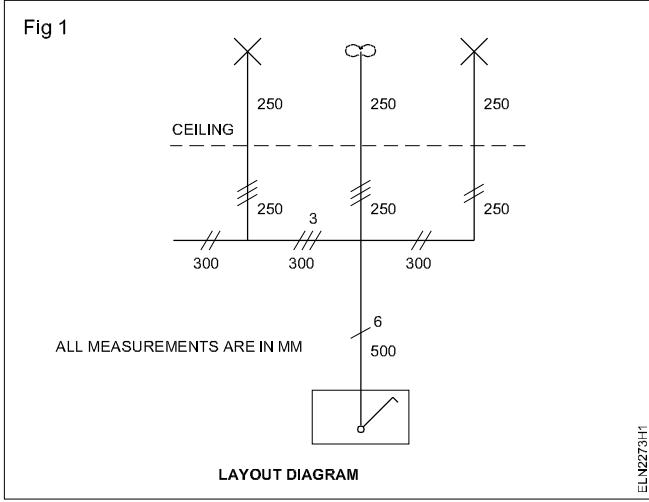 Fig 1
250 250 250
CEILING
250 250 250
3
300 300 300
6
ALL MEASUREMENTS ARE IN MM
500
LAYOUT DIAGRAM
ELN2273H1